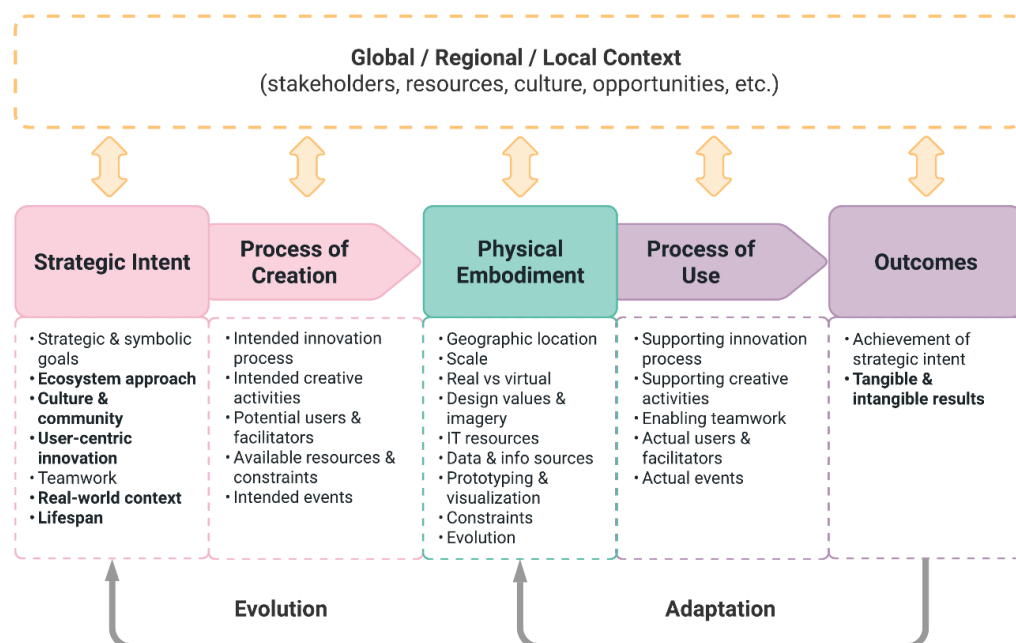 Global / Regional / Local Context
(stakeholders, resources, culture, opportunities, etc.)
Strategic Intent
Process of
Creation
Physical
Embodiment
Process of
Use
Outcomes
• Strategic & symbolic
goals
• Ecosystem approach
• Culture &
community
• User-centric
innovation
• Teamwork
• Real-world context
• Lifespan
• Intended innovation
process
• Intended creative
activities
• Potential users &
facilitators
• Available resources &
constraints
• Intended events
• Geographic location
• Scale
• Real vs virtual
• Design values &
imagery
• IT resources
• Data & info sources
• Prototyping &
visualization
• Constraints
• Evolution
• Supporting innovation
process
• Supporting creative
activities
• Enabling teamwork
• Actual users &
facilitators
• Actual events
• Achievement of
strategic intent
• Tangible &
intangible results
Evolution
Adaptation